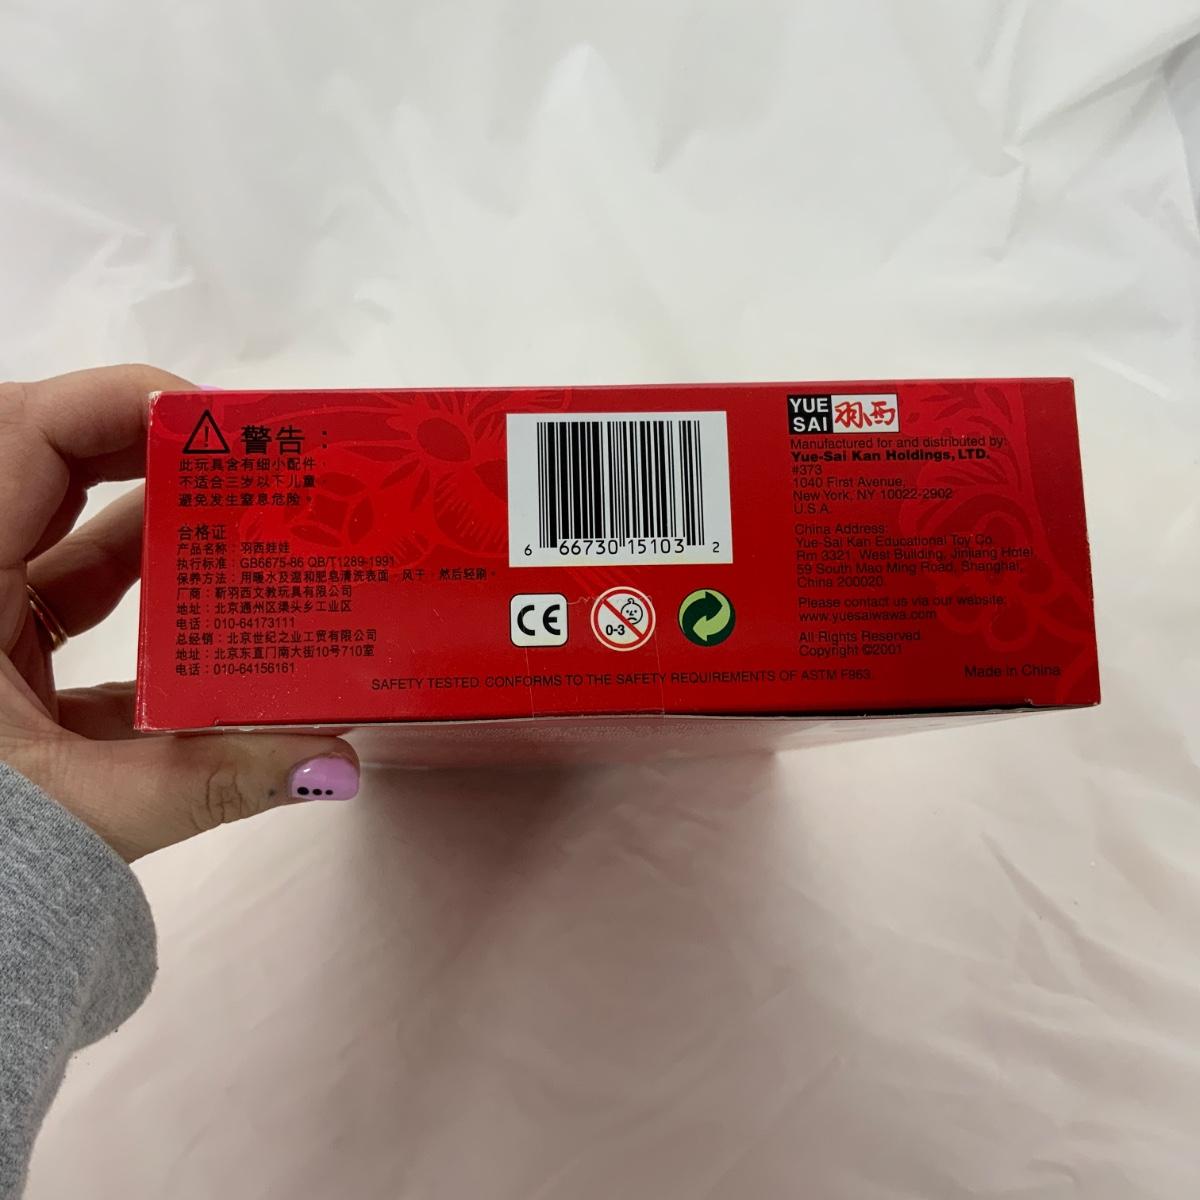 警告：
此玩具含有细小配件，
不适合三岁以下儿童，
避免发生窒息危险。
合格证
产品名称：羽西娃娃
执行标准：GB6675-86 QB/T1289-1991
保养方法：用暖水及温和肥皂清洗表面，风干，然后轻刷。
厂商：靳羽西文教玩具有限公司
地址：北京通州区渠头乡工业区
电话：010-64173111
总经销：北京世纪之业工贸有限公司
地址：北京东直门南大街10号710室
电话：010-64156161
6 66730 15103 2
CE
0-3
SAFETY TESTED. CONFORMS TO THE SAFETY REQUIREMENTS OF ASTM F963.
YUE SAI 羽西
Manufactured for and distributed by:
Yue-Sai Kan Holdings, LTD.
#373
1040 First Avenue,
New York, NY 10022-2902
U.S.A.
China Address:
Yue-Sai Kan Educational Toy Co.
Rm 3321, West Building, Jinjiang Hotel,
59 South Mao Ming Road, Shanghai,
China 200020.
Please contact us via our website:
www.yuesaiwawa.com
All Rights Reserved
Copyright ©2001
Made in China